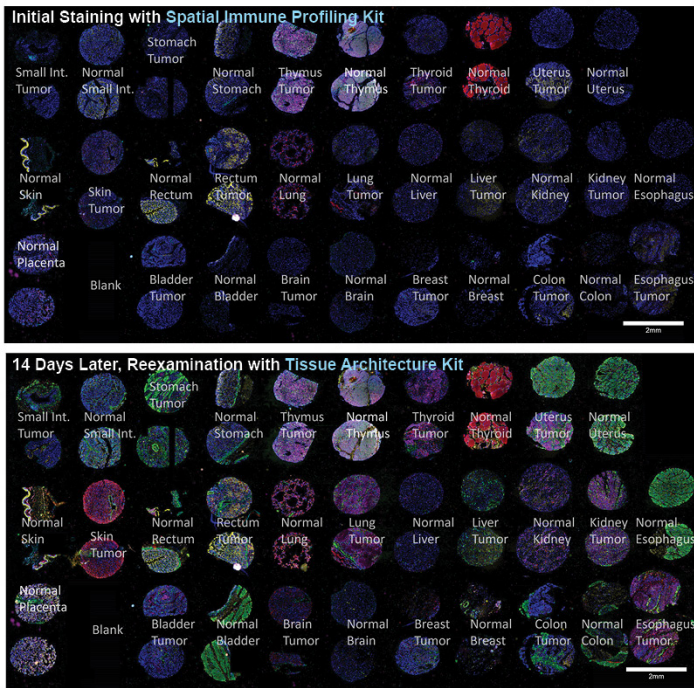 Initial Staining with Spatial Immune Profiling Kit
Small Int.
Tumor
Normal
Small Int.
Stomach
Tumor
Normal
Stomach
Thymus
Tumor
Normal
Thymus
Thyroid
Tumor
Normal
Thyroid
Uterus
Tumor
Normal
Uterus
Normal
Skin
Skin
Tumor
Normal
Rectum
Rectum
Tumor
Normal
Lung
Lung
Tumor
Normal
Liver
Liver
Tumor
Normal
Kidney
Kidney
Tumor
Normal
Esophagus
Normal
Placenta
Blank
Bladder
Tumor
Normal
Bladder
Brain
Tumor
Normal
Brain
Breast
Tumor
Normal
Breast
Colon
Tumor
Normal
Colon
Esophagus
Tumor
2mm
14 Days Later, Reexamination with Tissue Architecture Kit
Small Int.
Tumor
Normal
Small Int.
Stomach
Tumor
Normal
Stomach
Thymus
Tumor
Normal
Thymus
Thyroid
Tumor
Normal
Thyroid
Uterus
Tumor
Normal
Uterus
Normal
Skin
Skin
Tumor
Normal
Rectum
Rectum
Tumor
Normal
Lung
Lung
Tumor
Normal
Liver
Liver
Tumor
Normal
Kidney
Kidney
Tumor
Normal
Esophagus
Normal
Placenta
Blank
Bladder
Tumor
Normal
Bladder
Brain
Tumor
Normal
Brain
Breast
Tumor
Normal
Breast
Colon
Tumor
Normal
Colon
Esophagus
Tumor
2mm